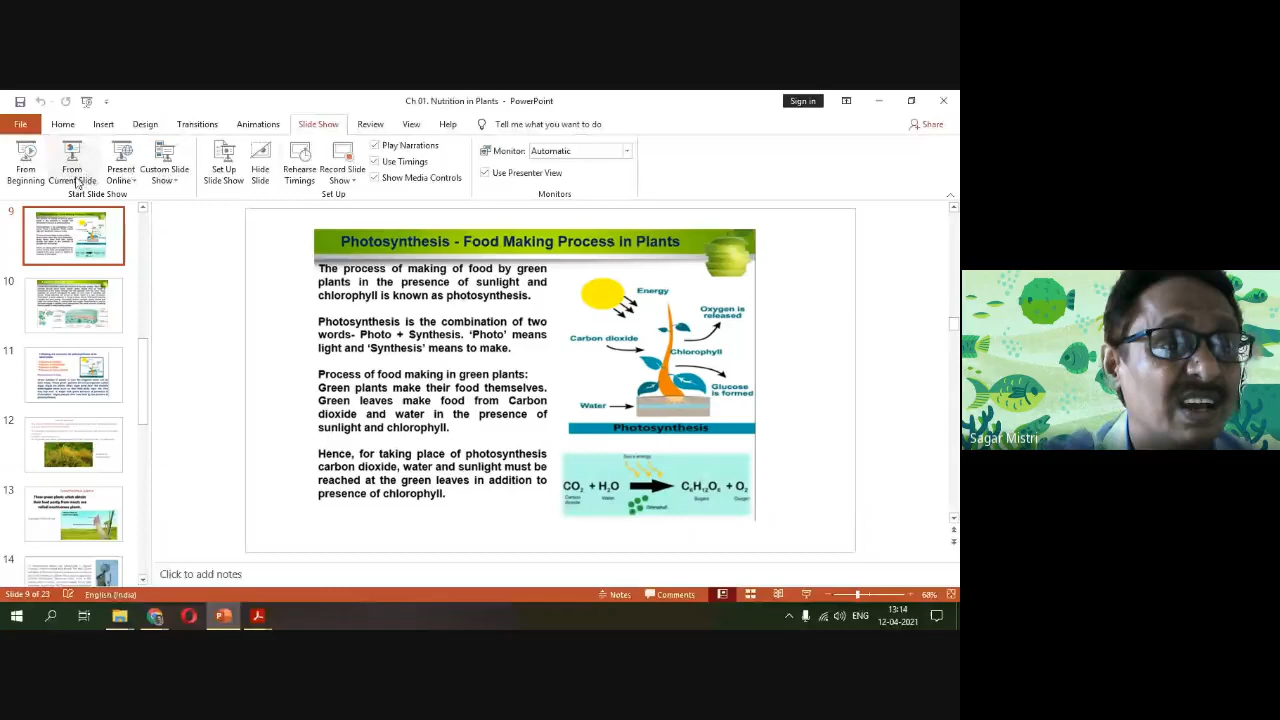 Ch 01. Nutrition in Plants - PowerPoint
Sign in
File Home Insert Design Transitions Animations Slide Show Review View Help Tell me what you want to do
Share
From Beginning
From Current Slide
Present Online
Custom Slide Show
Set Up Slide Show
Hide Slide
Rehearse Timings
Record Slide Show
Play Narrations
Use Timings
Show Media Controls
Monitor: Automatic
Use Presenter View
Start Slide Show
Set Up
Monitors
9
10
11
12
13
14
Photosynthesis - Food Making Process in Plants
The process of making of food by green
plants in the presence of sunlight and
chlorophyll is known as photosynthesis.
Photosynthesis is the combination of two
words- Photo + Synthesis. ‘Photo’ means
light and ‘Synthesis’ means to make.
Process of food making in green plants:
Green plants make their food themselves.
Green leaves make food from Carbon
dioxide and water in the presence of
sunlight and chlorophyll.
Hence, for taking place of photosynthesis
carbon dioxide, water and sunlight must be
reached at the green leaves in addition to
presence of chlorophyll.
Energy
Oxygen is
released
Carbon dioxide
Chlorophyll
Glucose
is formed
Water
Photosynthesis
CO₂ + H₂O C₆H₁₂O₆ + O₂
Carbon dioxide
Water
Click to add notes
Slide 9 of 23
English (India)
Notes
Comments
68%
ENG
13:14
12-04-2021
Sagar Mistri